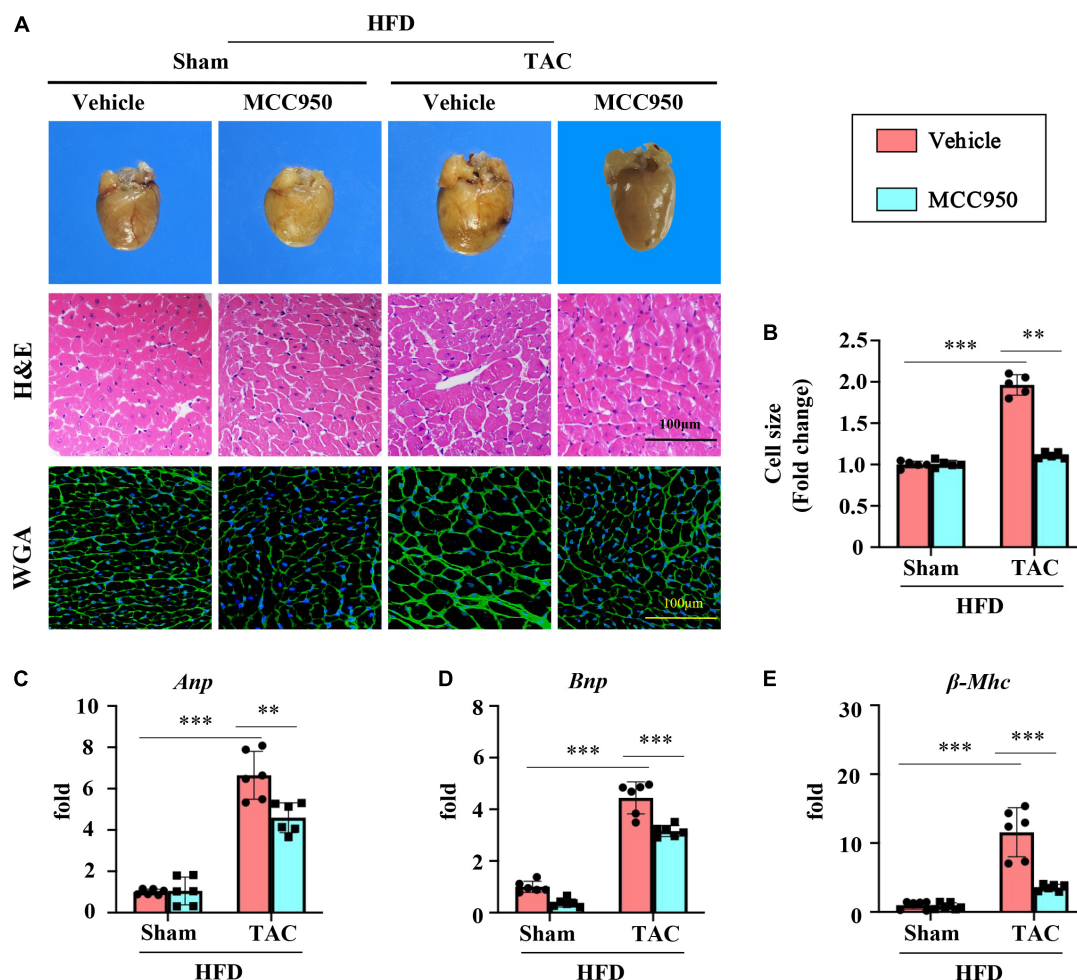 A
HFD
Sham TAC
Vehicle MCC950 Vehicle MCC950
Vehicle
MCC950
H&E
100μm
WGA
100μm
B
Cell size
(Fold change)
2.5
2.0
1.5
1.0
0.5
0
*** **
Sham TAC
HFD
C Anp
fold
10
8
6
4
2
0
*** **
Sham TAC
HFD
D Bnp
fold
8
6
4
2
0
*** ***
Sham TAC
HFD
E β-Mhc
fold
30
20
10
0
*** ***
Sham TAC
HFD